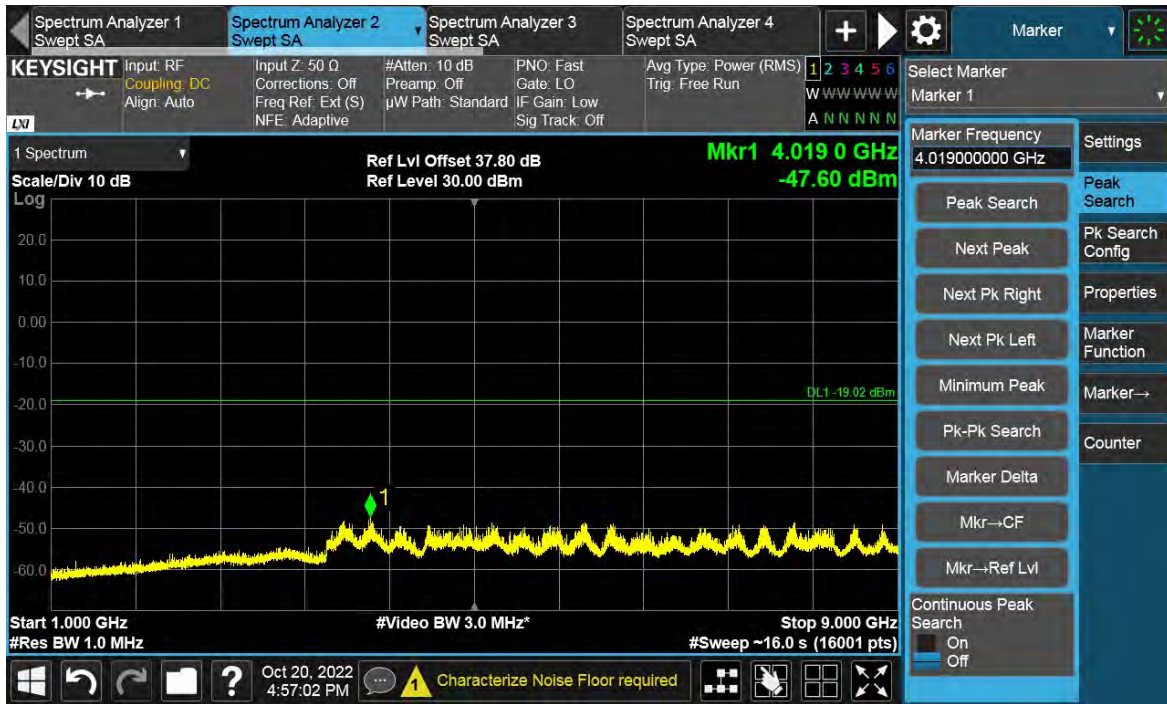 Spectrum Analyzer 1
Swept SA
Spectrum Analyzer 2
Swept SA
Spectrum Analyzer 3
Swept SA
Spectrum Analyzer 4
Swept SA
+
Marker
KEYSIGHT
LXI
Input: RF
Coupling: DC
Align: Auto
Input Z: 50 Ω
Corrections: Off
Freq Ref: Ext (S)
NFE: Adaptive
#Atten: 10 dB
Preamp: Off
µW Path: Standard
PNO: Fast
Gate: LO
IF Gain: Low
Sig Track: Off
Avg Type: Power (RMS)
Trig: Free Run
1 2 3 4 5 6
W W W W W W
A N N N N N
Select Marker
Marker 1
1 Spectrum
Scale/Div 10 dB
Log
Ref Lvl Offset 37.80 dB
Ref Level 30.00 dBm
Mkr1 4.019 0 GHz
-47.60 dBm
20.0
10.0
0.00
-10.0
-20.0
-30.0
-40.0
-50.0
-60.0
DL1 -19.02 dBm
1
Start 1.000 GHz
#Res BW 1.0 MHz
#Video BW 3.0 MHz*
Stop 9.000 GHz
#Sweep ~16.0 s (16001 pts)
Marker Frequency
4.019000000 GHz
Peak Search
Next Peak
Next Pk Right
Next Pk Left
Minimum Peak
Pk-Pk Search
Marker Delta
Mkr→CF
Mkr→Ref Lvl
Continuous Peak
Search
On
Off
Settings
Peak
Search
Pk Search
Config
Properties
Marker
Function
Marker→
Counter
?
Oct 20, 2022
4:57:02 PM
1
Characterize Noise Floor required